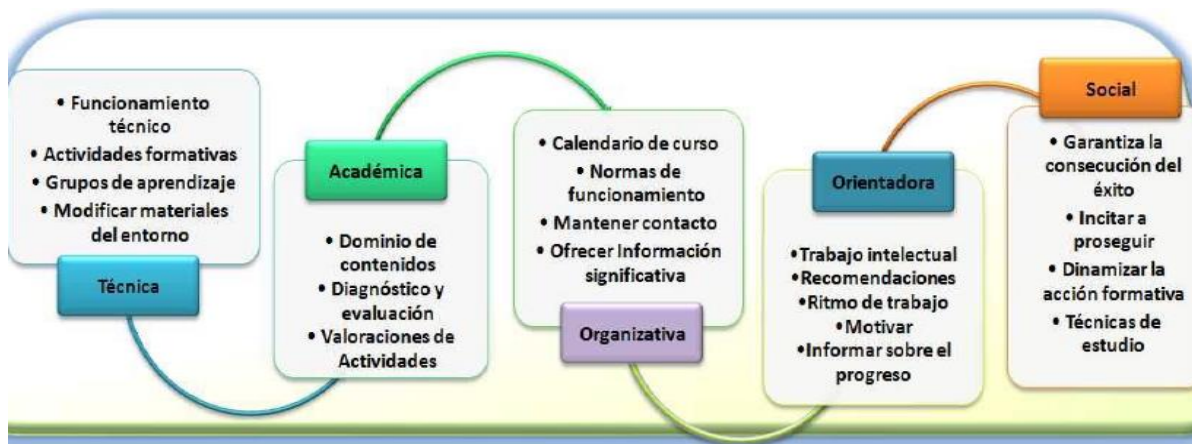 • Funcionamiento
técnico
• Actividades formativas
• Grupos de aprendizaje
• Modificar materiales
del entorno
Técnica
Académica
• Dominio de
contenidos
• Diagnóstico y
evaluación
• Valoraciones de
Actividades
• Calendario de curso
• Normas de
funcionamiento
• Mantener contacto
• Ofrecer Información
significativa
Organizativa
Orientadora
•Trabajo intelectual
•Recomendaciones
•Ritmo de trabajo
•Motivar
•Informar sobre el
progreso
Social
• Garantiza la
consecución del
éxito
• Incitar a
proseguir
• Dinamizar la
acción formativa
• Técnicas de
estudio